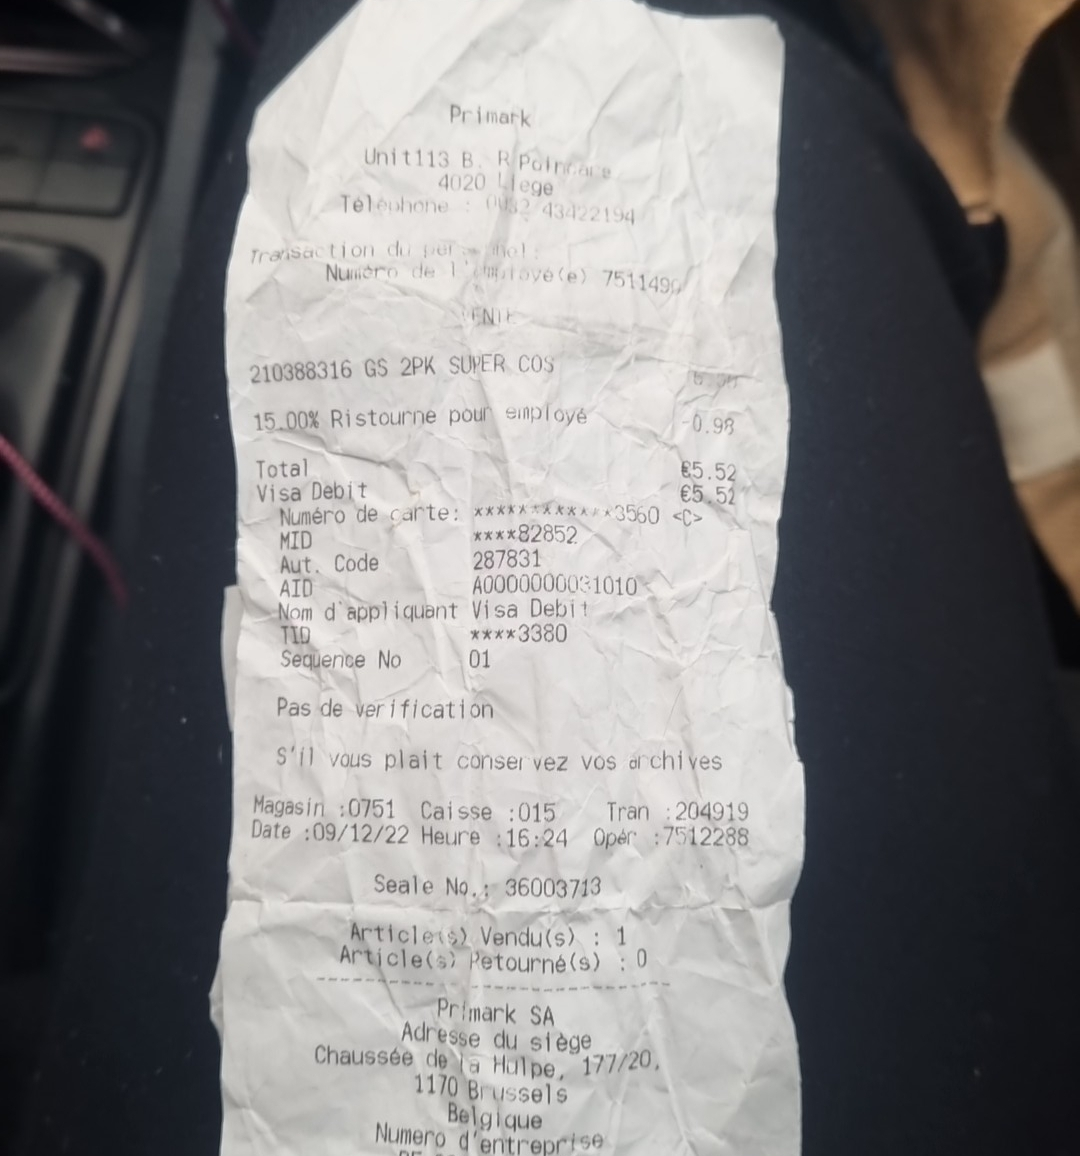 Primark
Unit113 B. R Poincare
4020 Liege
Téléphone : 0032 43422194
Transaction du personnel:
Numéro de l'employé(e)
VENTE
210388316 GS 2PK SUPER COS
15.00% Ristourne pour employé -0.98
Total €5.52
Visa Debit €5.52
Numéro de carte: ************3560 <C>
MID ****82852
Aut. Code 287831
AID A0000000031010
Nom d'appliquant Visa Debit
TID ****3380
Sequence No 01
Pas de verification
S'il vous plait conservez vos archives
Magasin :0751 Caisse :015 Tran :204919
Date :09/12/22 Heure :16:24 Opér :7512288
Seale No.: 36003713
Article(s) Vendu(s) : 1
Article(s) Retourné(s) : 0
Primark SA
Adresse du siège
Chaussée de la Hulpe, 177/20,
1170 Brussels
Belgique
Numero d'entreprise